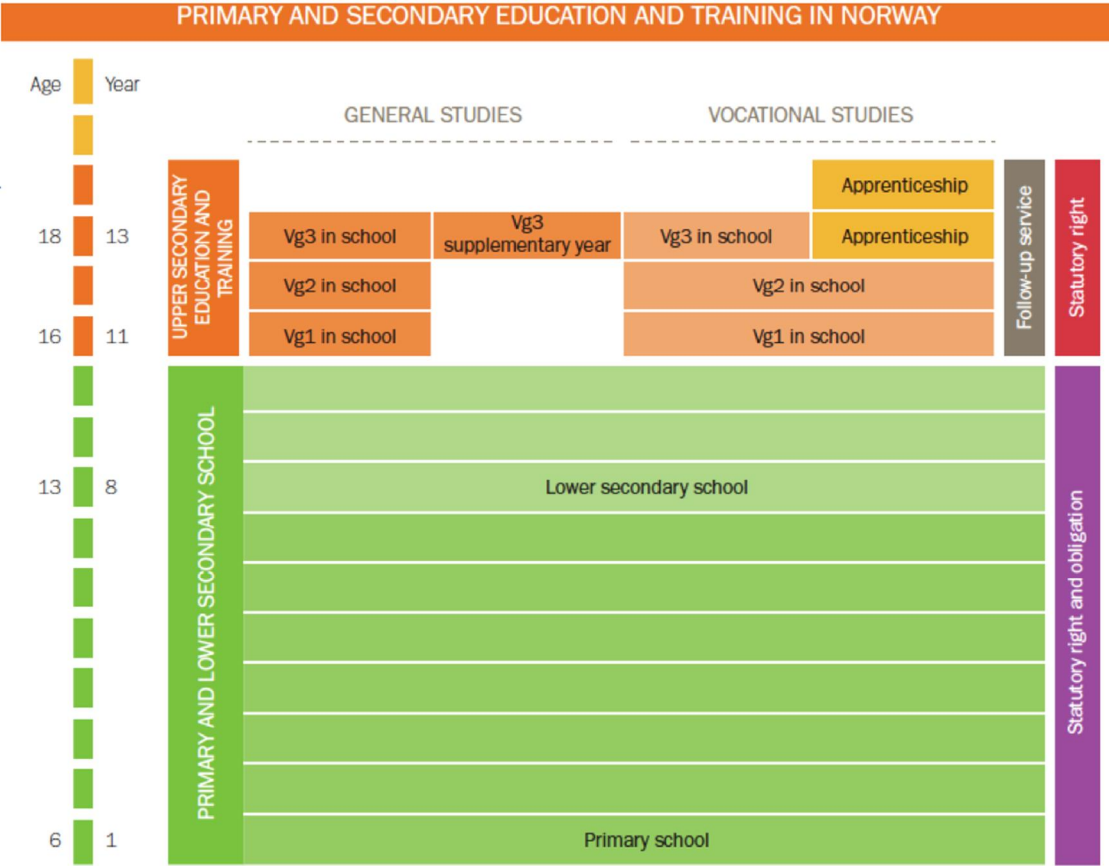 PRIMARY AND SECONDARY EDUCATION AND TRAINING IN NORWAY
Age
Year
GENERAL STUDIES
VOCATIONAL STUDIES
UPPER SECONDARY
EDUCATION AND
TRAINING
Apprenticeship
18
13
Vg3 in school
Vg3
supplementary year
Vg3 in school
Apprenticeship
Vg2 in school
Vg2 in school
16
11
Vg1 in school
Vg1 in school
Follow-up service
Statutory right
PRIMARY AND LOWER SECONDARY SCHOOL
13
8
Lower secondary school
Statutory right and obligation
6
1
Primary school